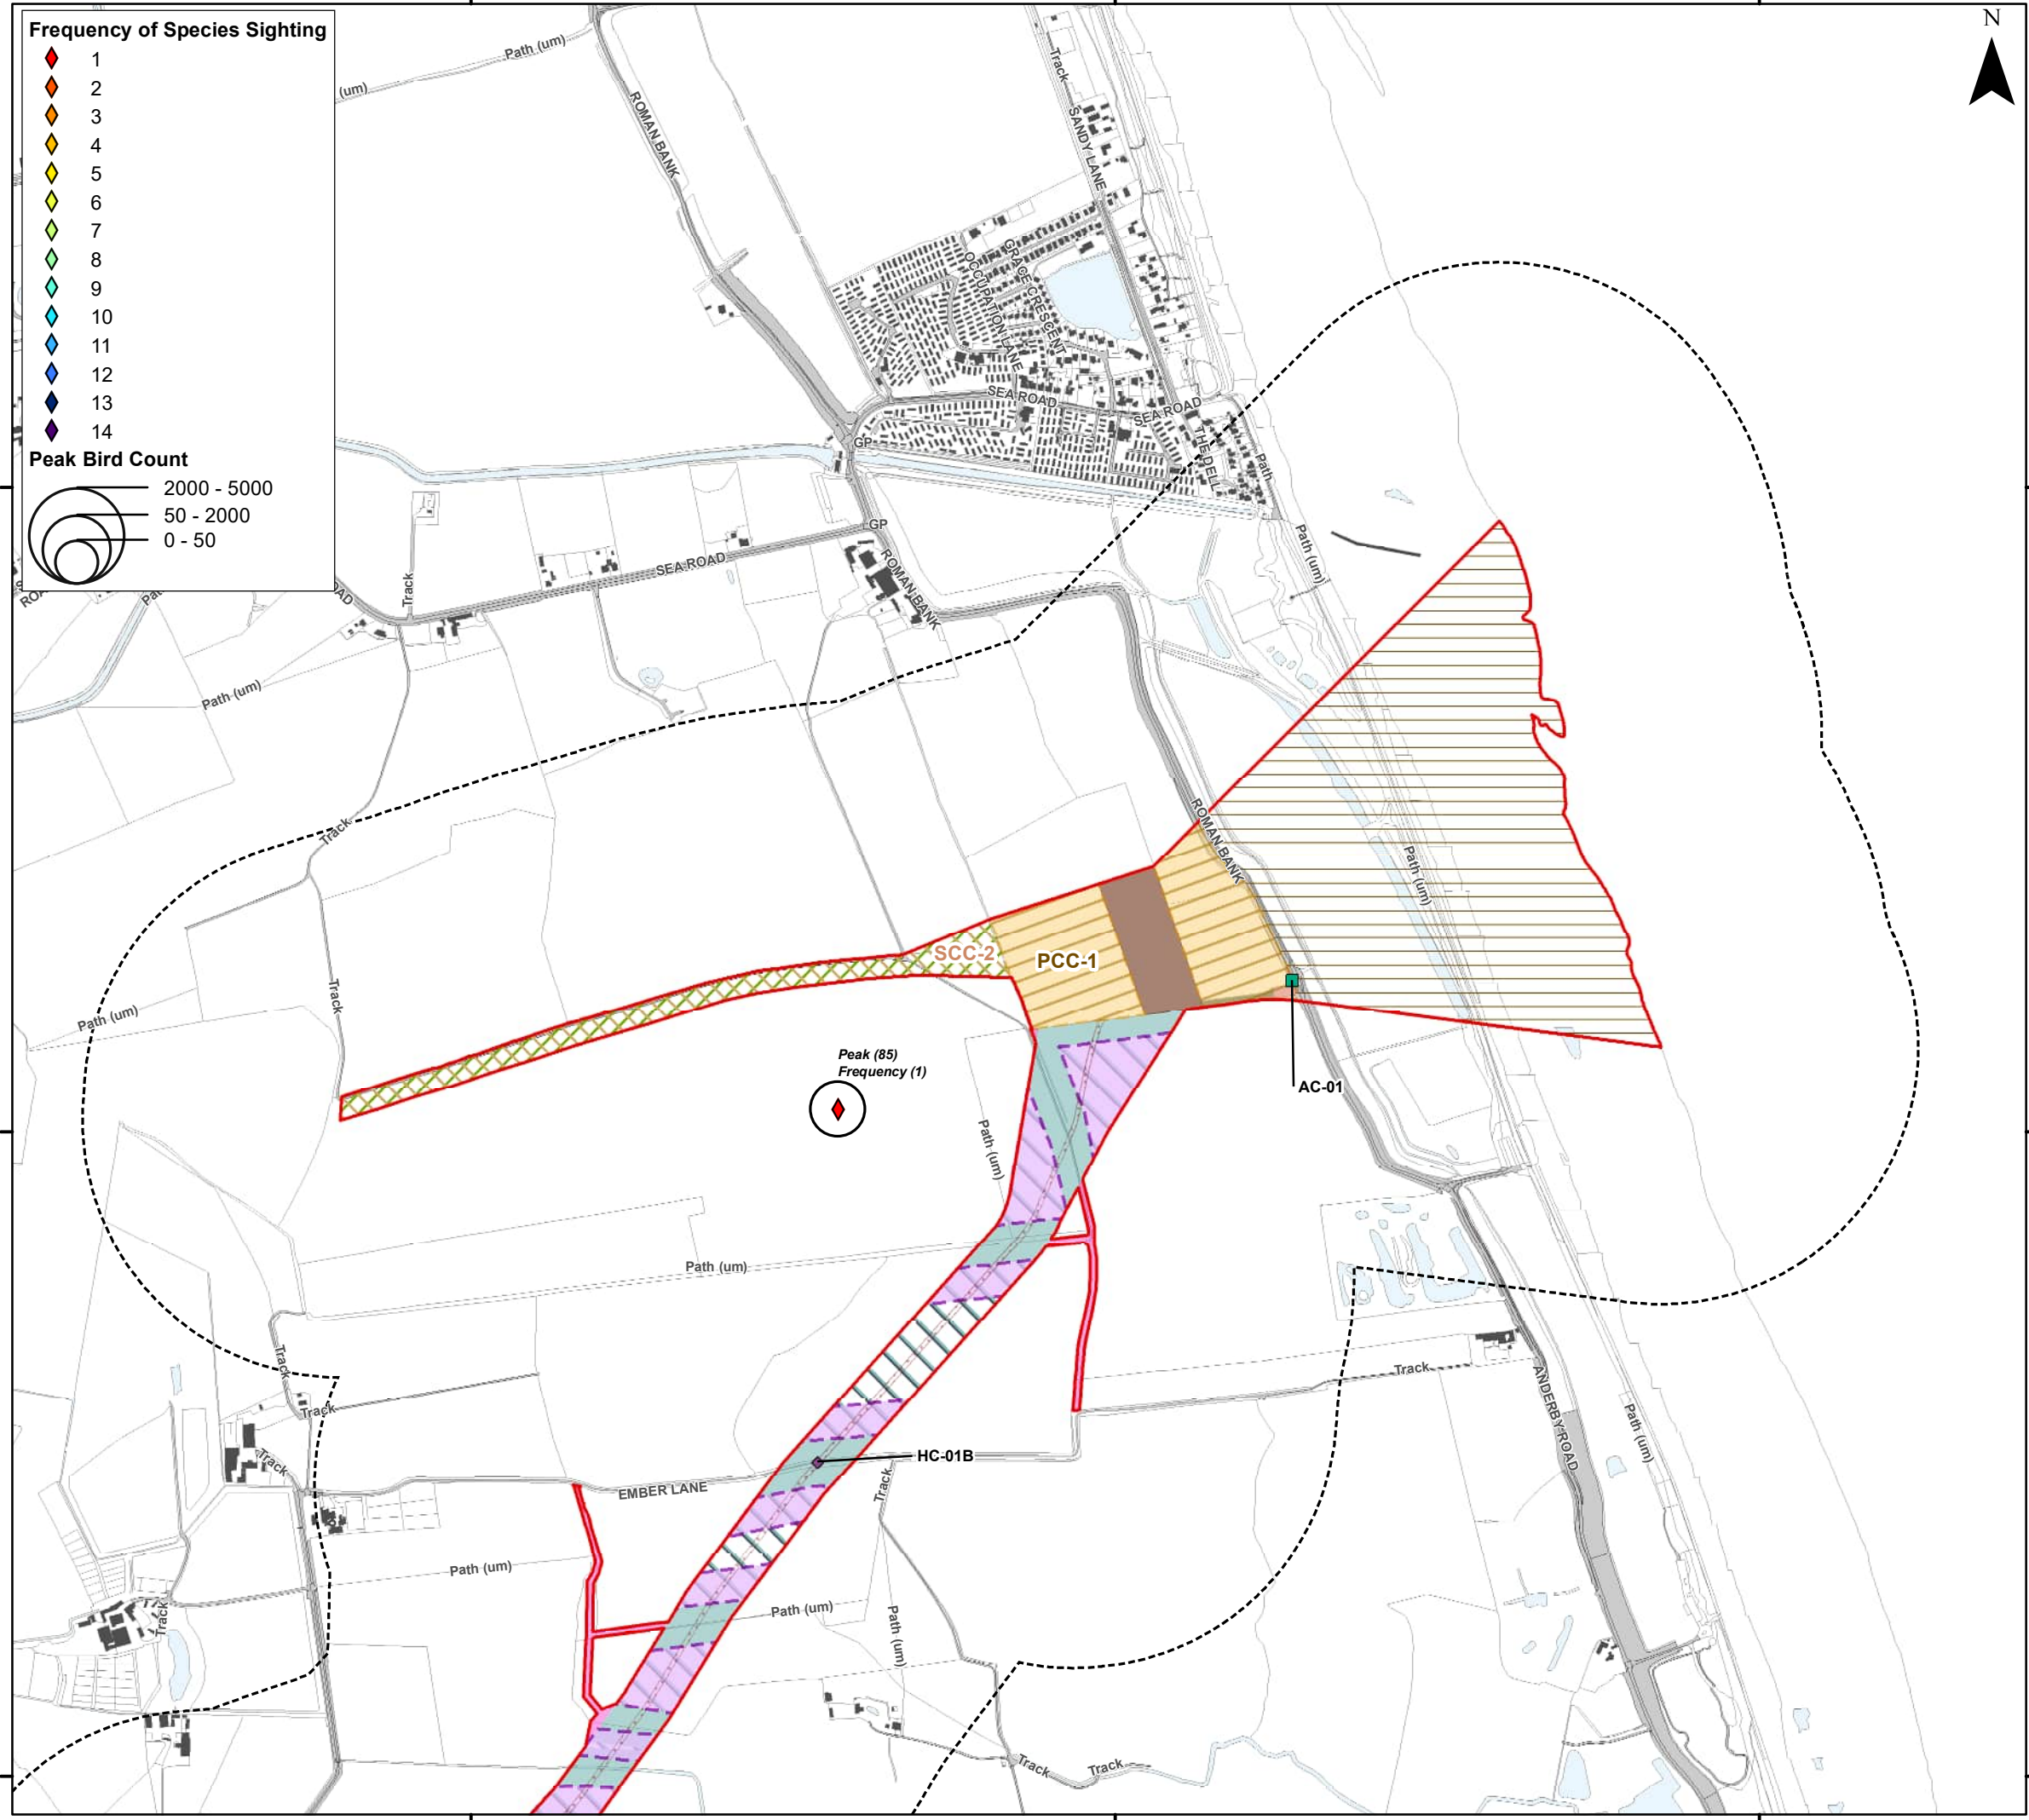 Frequency of Species Sighting
1
2
3
4
5
6
7
8
9
10
11
12
13
14
Peak Bird Count
2000 - 5000
50 - 2000
0 - 50
N
Path (um)
(um)
ROMAN BANK
Track
SANDY LANE
GRACE CRESCENT
OCCUPATION LANE
SEA ROAD
SEA ROAD
THE DELL
Path
GP
GP
SEA ROAD
Track
ROMAN BANK
Path (um)
Path (um)
Track
ROMAN BANK
Path (um)
SCC-2
PCC-1
Track
Path (um)
Peak (85)
Frequency (1)
AC-01
Path (um)
Path (um)
Track
Track
Track
Track
ANDERBY ROAD
Path (um)
HC-01B
EMBER LANE
Track
Path (um)
Path (um)
Path (um)
Track
Track
Track